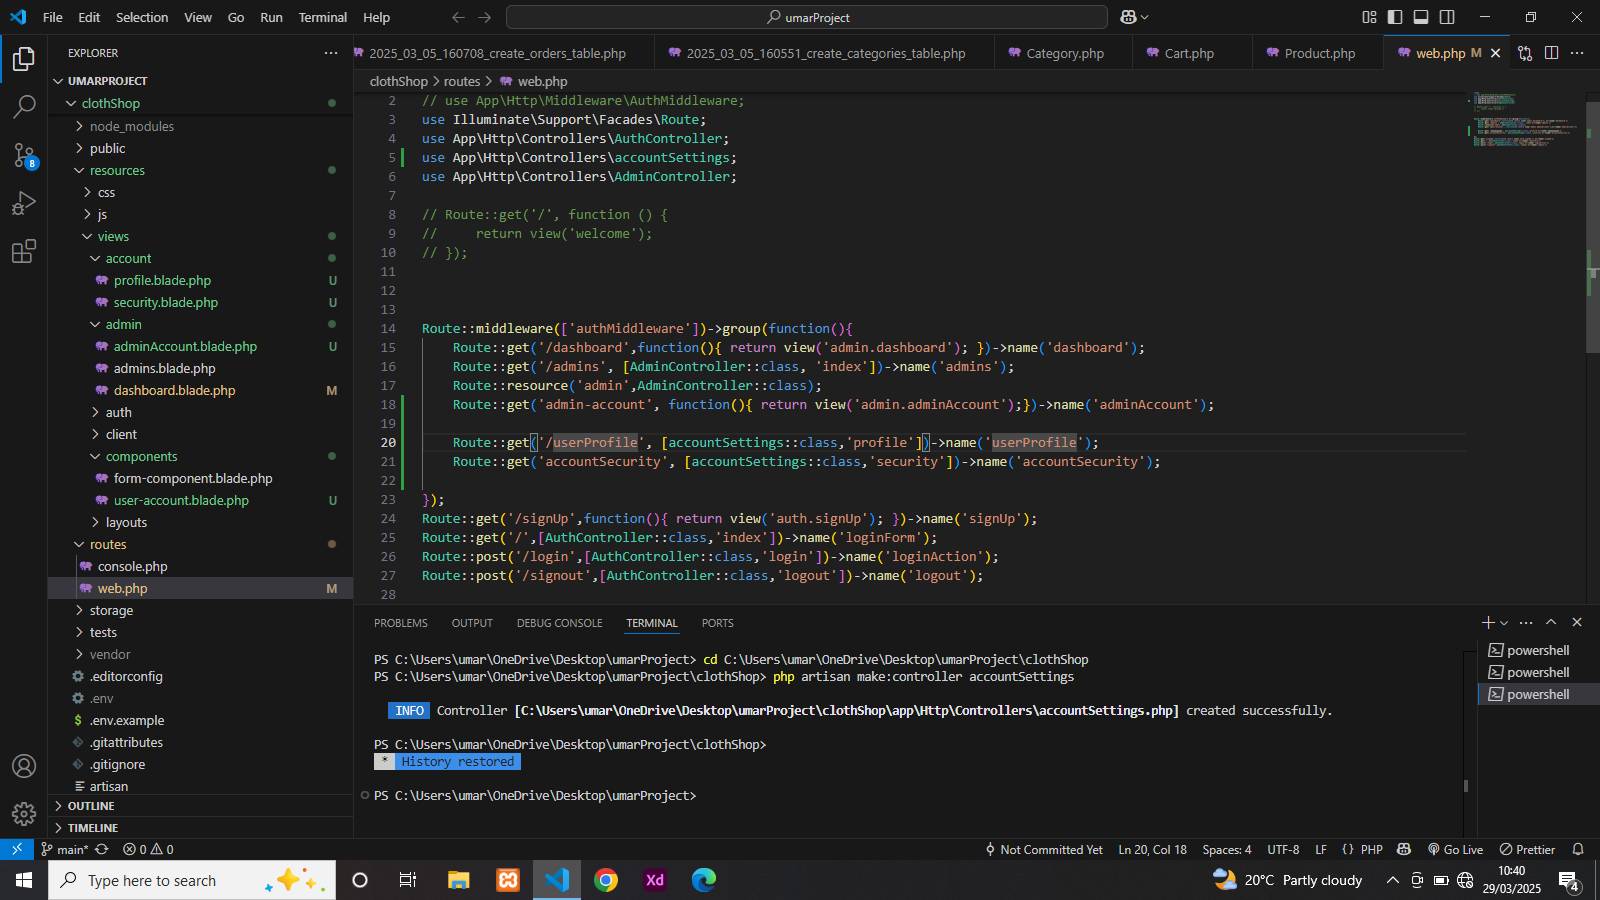 File Edit Selection View Go Run Terminal Help
umarProject
EXPLORER
UMARPROJECT
clothShop
node_modules
public
resources
css
js
views
account
profile.blade.php U
security.blade.php U
admin
adminAccount.blade.php U
admins.blade.php
dashboard.blade.php M
auth
client
components
form-component.blade.php
user-account.blade.php U
layouts
routes
console.php
web.php M
storage
tests
vendor
.editorconfig
.env
.env.example
.gitattributes
.gitignore
artisan
OUTLINE
TIMELINE
8
2025_03_05_160708_create_orders_table.php
2025_03_05_160551_create_categories_table.php
Category.php
Cart.php
Product.php
web.php M
clothShop > routes > web.php
2 // use App\Http\Middleware\AuthMiddleware;
3 use Illuminate\Support\Facades\Route;
4 use App\Http\Controllers\AuthController;
5 use App\Http\Controllers\accountSettings;
6 use App\Http\Controllers\AdminController;
7
8 // Route::get('/', function () {
9 //     return view('welcome');
10 // });
11
12
13
14 Route::middleware(['authMiddleware'])->group(function(){
15     Route::get('/dashboard',function(){ return view('admin.dashboard'); })->name('dashboard');
16     Route::get('/admins', [AdminController::class, 'index'])->name('admins');
17     Route::resource('admin',AdminController::class);
18     Route::get('admin-account', function(){ return view('admin.adminAccount');})->name('adminAccount');
19
20     Route::get('/userProfile', [accountSettings::class,'profile'])->name('userProfile');
21     Route::get('accountSecurity', [accountSettings::class,'security'])->name('accountSecurity');
22
23 });
24 Route::get('/signUp',function(){ return view('auth.signUp'); })->name('signUp');
25 Route::get('/',[AuthController::class,'index'])->name('loginForm');
26 Route::post('/login',[AuthController::class,'login'])->name('loginAction');
27 Route::post('/signout',[AuthController::class,'logout'])->name('logout');
28
PROBLEMS OUTPUT DEBUG CONSOLE TERMINAL PORTS
PS C:\Users\umar\OneDrive\Desktop\umarProject> cd C:\Users\umar\OneDrive\Desktop\umarProject\clothShop
PS C:\Users\umar\OneDrive\Desktop\umarProject\clothShop> php artisan make:controller accountSettings
INFO Controller [C:\Users\umar\OneDrive\Desktop\umarProject\clothShop\app\Http\Controllers\accountSettings.php] created successfully.
PS C:\Users\umar\OneDrive\Desktop\umarProject\clothShop>
* History restored
PS C:\Users\umar\OneDrive\Desktop\umarProject>
powershell
powershell
powershell
main* 0 0
Not Committed Yet Ln 20, Col 18 Spaces: 4 UTF-8 LF {} PHP Go Live Prettier
Type here to search
Xd
20°C Partly cloudy
10:40
29/03/2025
4